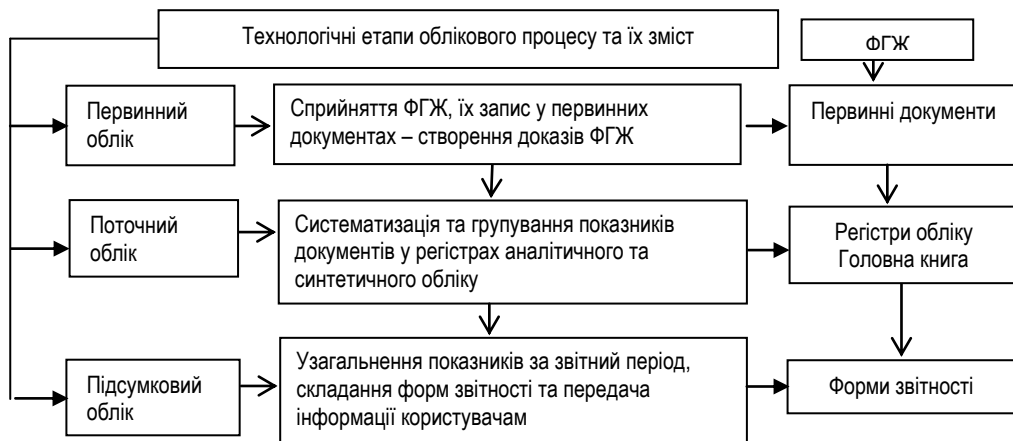 Технологічні етапи облікового процесу та їх зміст
ФГЖ
Первинний
облік
Сприйняття ФГЖ, їх запис у первинних
документах – створення доказів ФГЖ
Первинні документи
Поточний
облік
Систематизація та групування показників
документів у регістрах аналітичного та
синтетичного обліку
Регістри обліку
Головна книга
Підсумковий
облік
Узагальнення показників за звітний період,
складання форм звітності та передача
інформації користувачам
Форми звітності